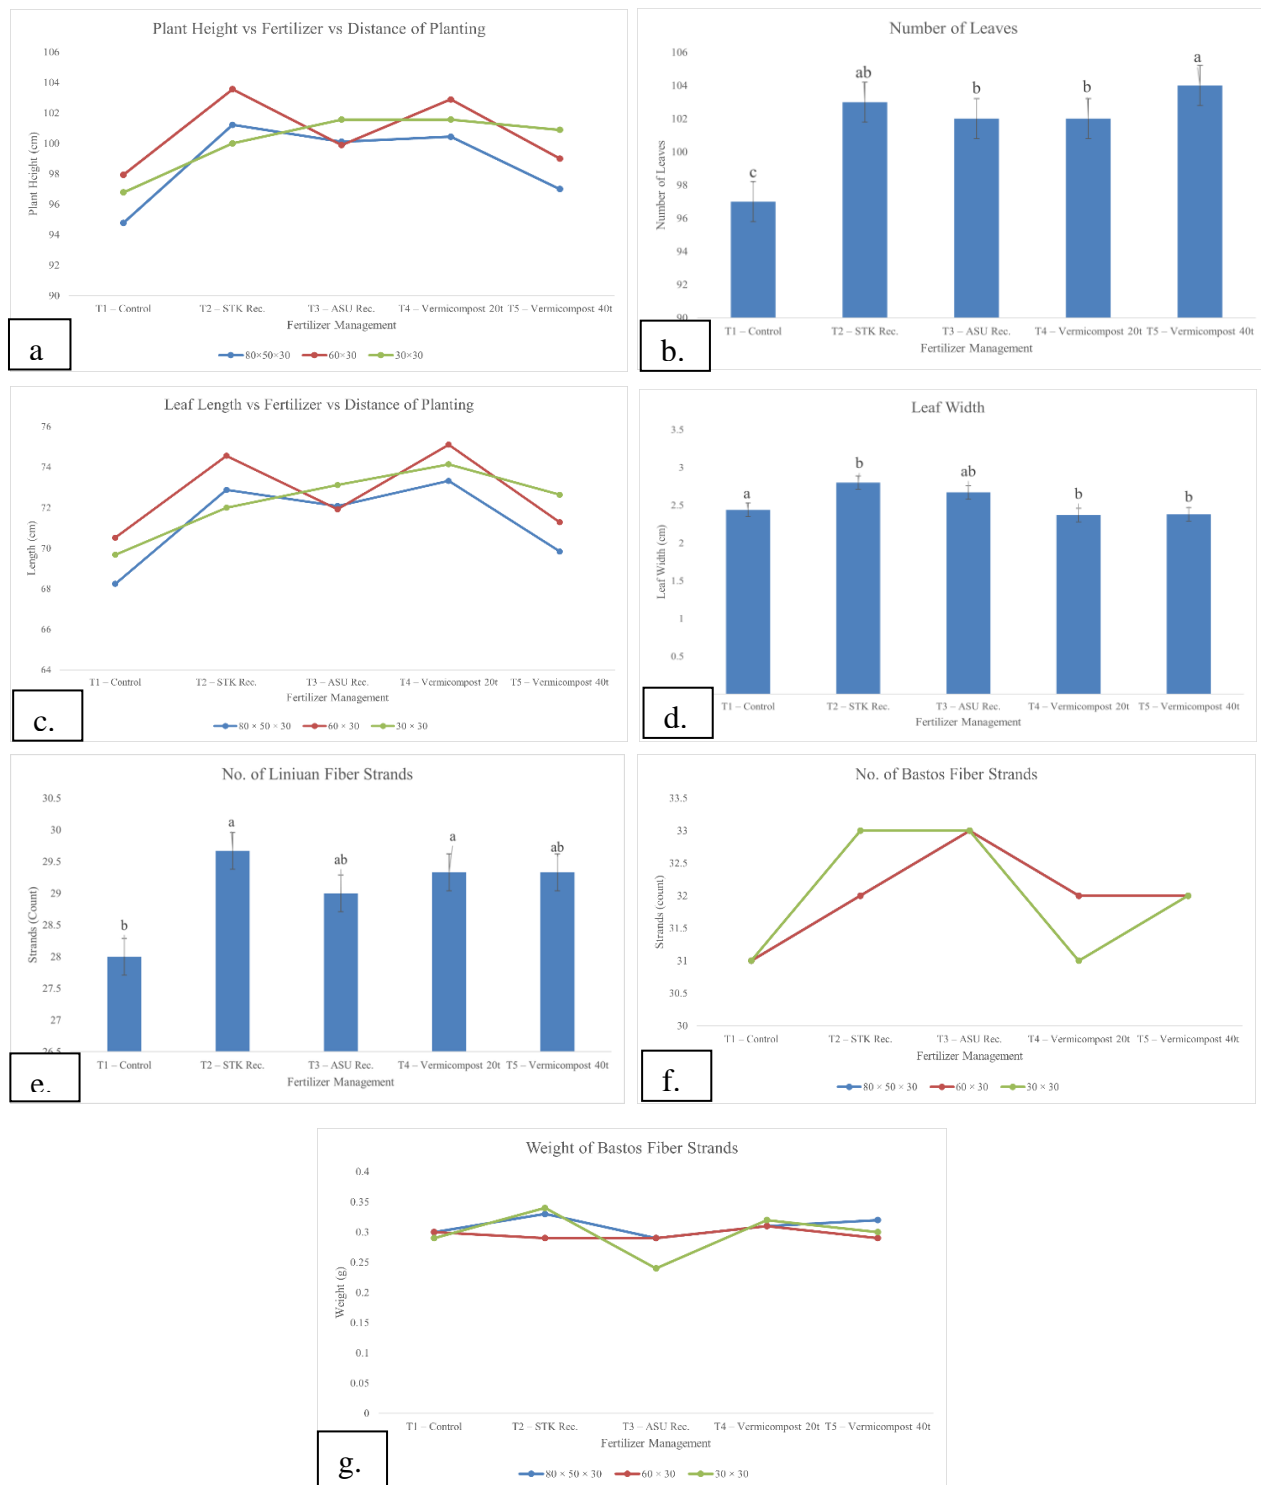 Plant Height vs Fertilizer vs Distance of Planting
106
104
102
100
98
96
94
92
90
Plant Height (cm)
T1 – Control T2 – STK Rec. T3 – ASU Rec. T4 – Vermicompost 20t T5 – Vermicompost 40t
Fertilizer Management
80×50×30 60×30 30×30
a
Number of Leaves
106
104
102
100
98
96
94
92
90
Number of Leaves
c ab b b a
T1 – Control T2 – STK Rec. T3 – ASU Rec. T4 – Vermicompost 20t T5 – Vermicompost 40t
Fertilizer Management
b.
Leaf Length vs Fertilizer vs Distance of Planting
76
74
72
70
68
66
64
Length (cm)
T1 – Control T2 – STK Rec. T3 – ASU Rec. T4 – Vermicompost 20t T5 – Vermicompost 40t
Fertilizer Management
80 × 50 × 30 60 × 30 30 × 30
c.
Leaf Width
3.5
3
2.5
2
1.5
1
0.5
Leaf Width (cm)
a b ab b b
T1 – Control T2 – STK Rec. T3 – ASU Rec. T4 – Vermicompost 20t T5 – Vermicompost 40t
Fertilizer Management
d.
No. of Liniuan Fiber Strands
30.5
30
29.5
29
28.5
28
27.5
27
26.5
Strands (Count)
b a ab a ab
T1 – Control T2 – STK Rec. T3 – ASU Rec. T4 – Vermicompost 20t T5 – Vermicompost 40t
Fertilizer Management
e.
No. of Bastos Fiber Strands
33.5
33
32.5
32
31.5
31
30.5
30
Strands (count)
T1 – Control T2 – STK Rec. T3 – ASU Rec. T4 – Vermicompost 20t T5 – Vermicompost 40t
Fertilizer Management
80 × 50 × 30 60 × 30 30 × 30
f.
Weight of Bastos Fiber Strands
0.4
0.35
0.3
0.25
0.2
0.15
0.1
0.05
0
Weight (g)
T1 – Control T2 – STK Rec. T3 – ASU Rec. T4 – Vermicompost 20t T5 – Vermicompost 40t
Fertilizer Management
80 × 50 × 30 60 × 30 30 × 30
g.